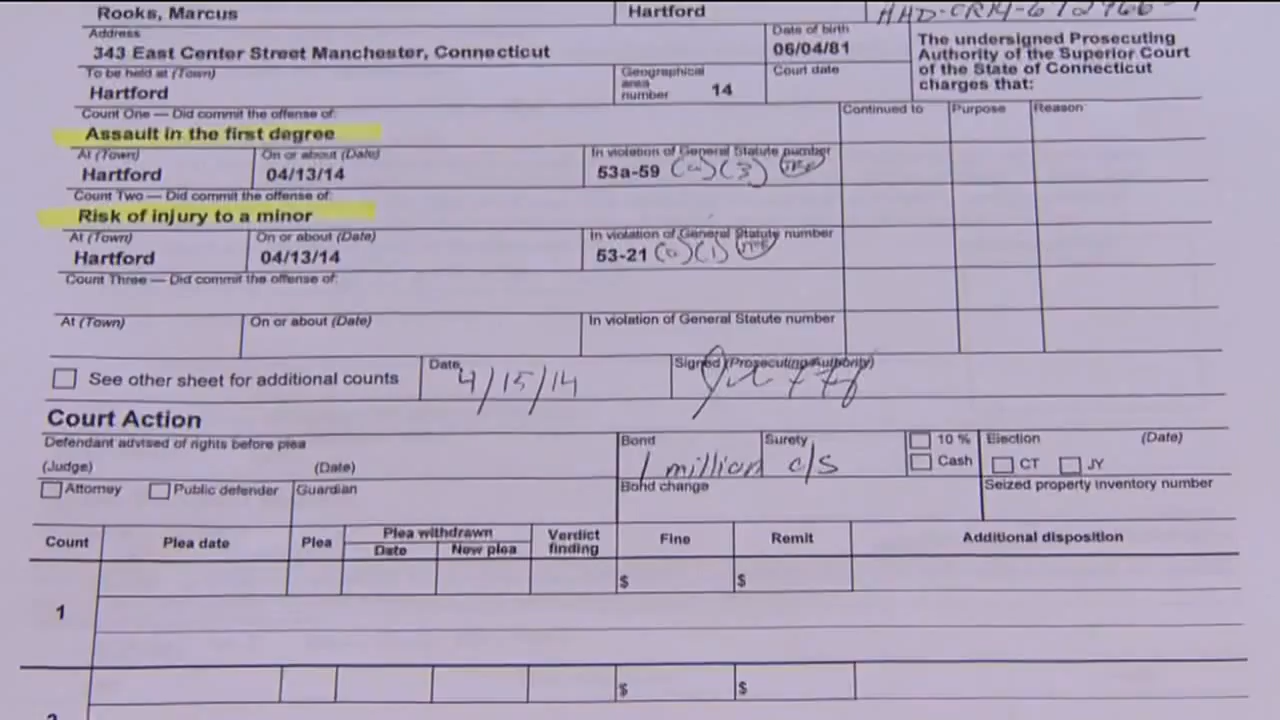 Rooks, Marcus Hartford
Address Date of birth
343 East Center Street Manchester, Connecticut 06/04/81
The undersigned Prosecuting
Authority of the Superior Court
of the State of Connecticut
charges that:
To be held at (Town) Geographical area number Court date
Hartford 14
Count One — Did commit the offense of: Continued to Purpose Reason
Assault in the first degree
At (Town) On or about (Date) In violation of General Statute number
Hartford 04/13/14 53a-59 (a)(3)
Count Two — Did commit the offense of:
Risk of injury to a minor
At (Town) On or about (Date) In violation of General Statute number
Hartford 04/13/14 53-21 (a)(1)
Count Three — Did commit the offense of:
At (Town) On or about (Date) In violation of General Statute number
See other sheet for additional counts Date 4/15/14 Signed (Prosecuting Authority)
Court Action
Defendant advised of rights before plea Bond Surety 10 % Election (Date)
(Judge) (Date) 1 million c/s Cash CT JY
Attorney Public defender Guardian Bond change Seized property inventory number
Count Plea date Plea Plea withdrawn Verdict finding Fine Remit Additional disposition
Date New plea
$ $
1
$ $